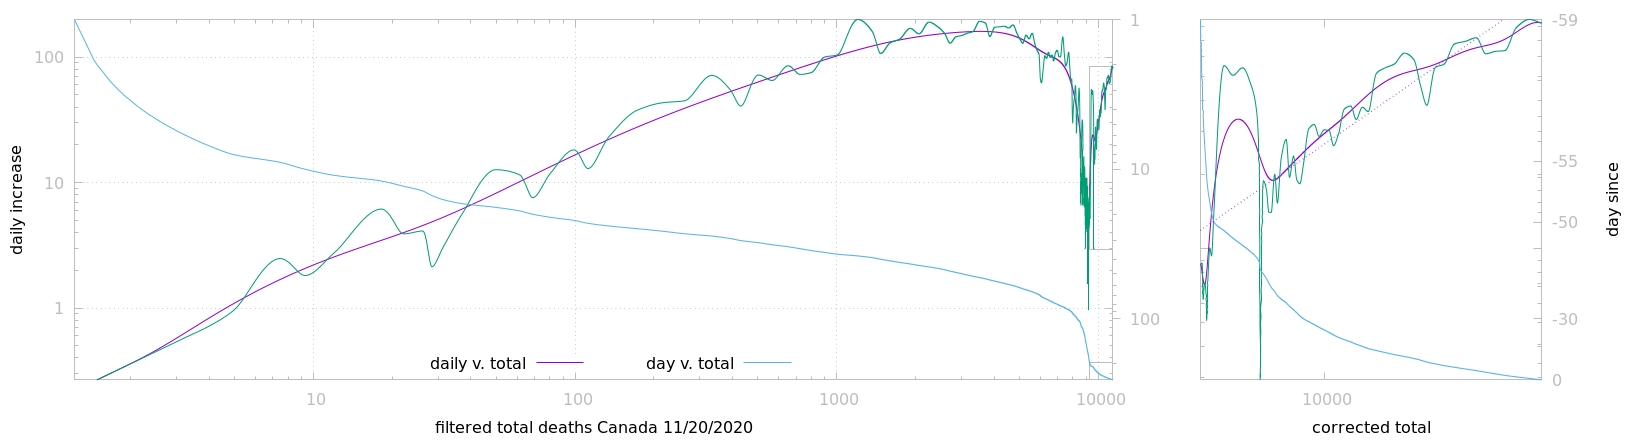 100
10
1
daily increase
daily v. total
day v. total
10
100
1000
10000
filtered total deaths Canada 11/20/2020
1
10
100
-59
-55
-50
-30
0
day since
10000
corrected total